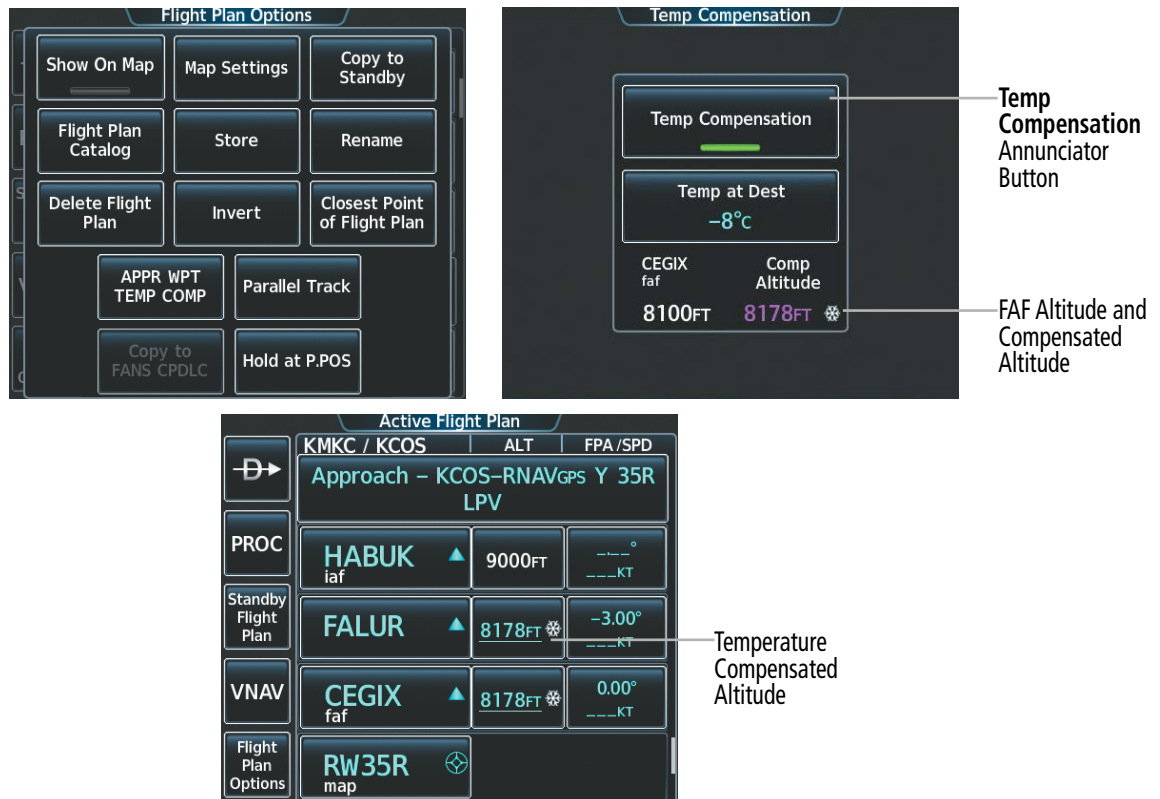 Flight Plan Options
Show On Map
Map Settings
Copy to
Standby
Flight Plan
Catalog
Store
Rename
Delete Flight
Plan
Invert
Closest Point
of Flight Plan
APPR WPT
TEMP COMP
Parallel Track
Copy to
FANS CPDLC
Hold at P.POS
Temp Compensation
Temp Compensation
Temp at Dest
−8°C
CEGIX
faf
Comp
Altitude
8100FT
8178FT
Temp
Compensation
Annunciator
Button
FAF Altitude and
Compensated
Altitude
Active Flight Plan
KMKC / KCOS
ALT
FPA/SPD
Approach – KCOS–RNAVGPS Y 35R
LPV
PROC
Standby
Flight
Plan
VNAV
Flight
Plan
Options
HABUK
iaf
9000FT
_.__°
___KT
FALUR
8178FT
−3.00°
___KT
CEGIX
faf
8178FT
0.00°
___KT
RW35R
map
Temperature
Compensated
Altitude